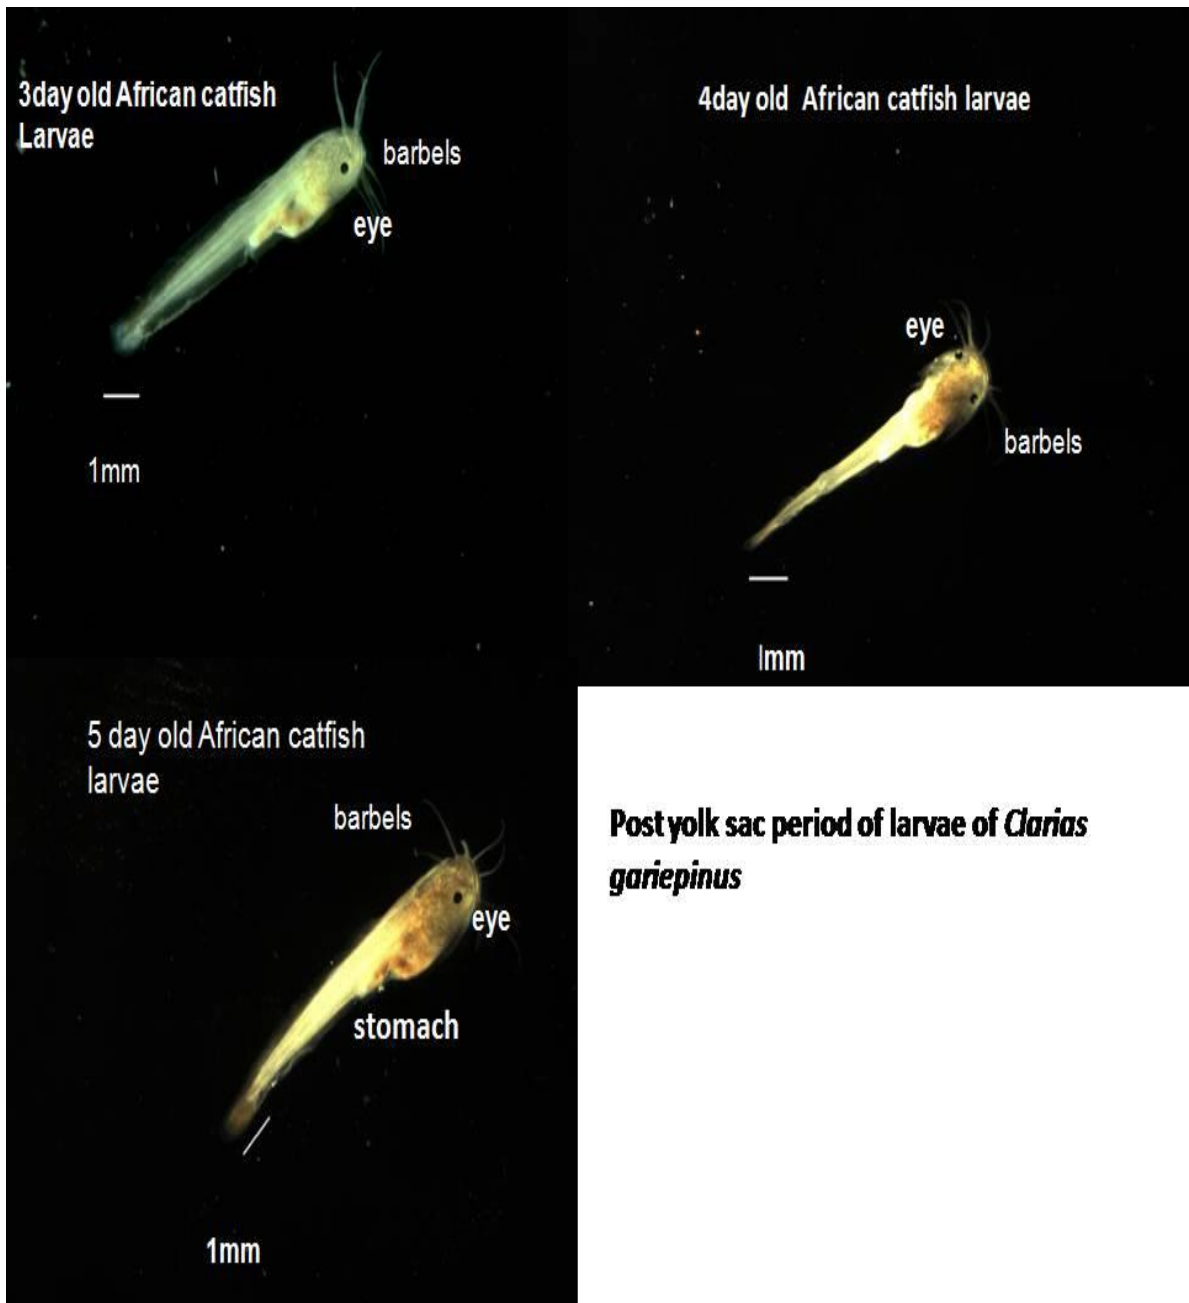 3day old African catfish
Larvae
barbels
eye
1mm
4day old African catfish larvae
eye
barbels
lmm
5 day old African catfish
larvae
barbels
eye
stomach
1mm
Post yolk sac period of larvae of Clarias
gariepinus